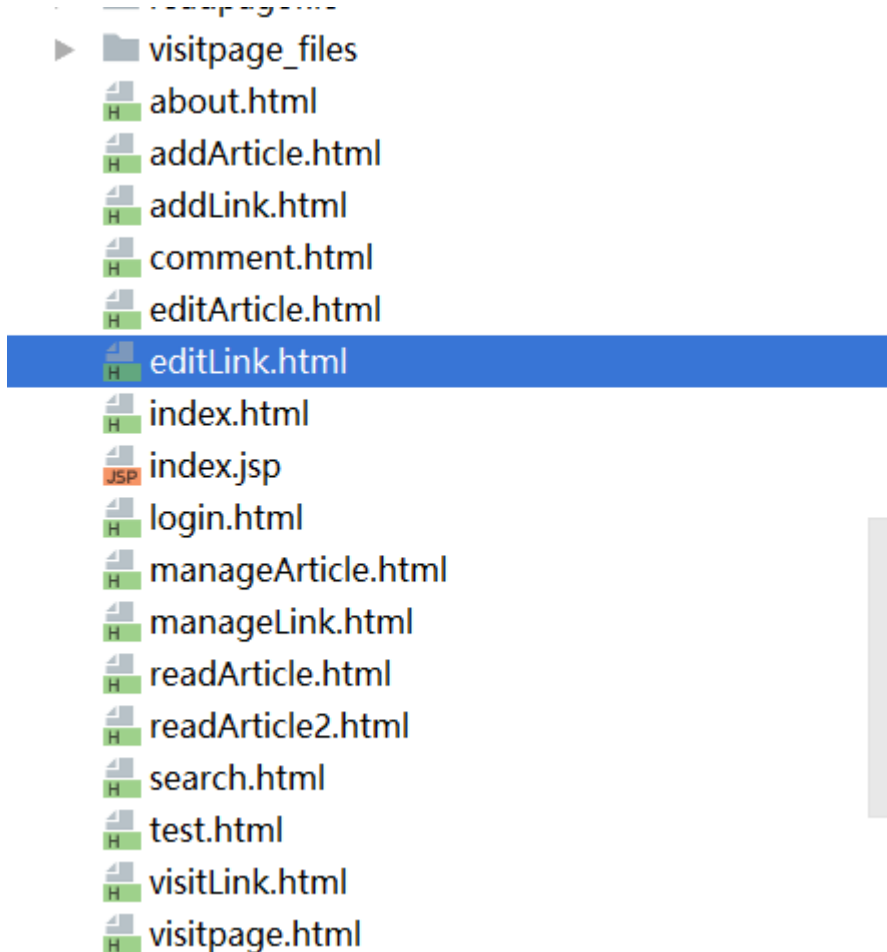 visitpage_files
about.html
addArticle.html
addLink.html
comment.html
editArticle.html
editLink.html
index.html
index.jsp
login.html
manageArticle.html
manageLink.html
readArticle.html
readArticle2.html
search.html
test.html
visitLink.html
visitpage.html